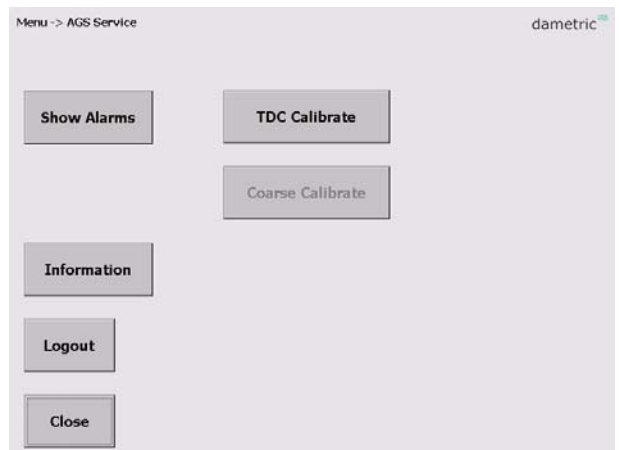 Menu -> AGS Service
dametric
Show Alarms
TDC Calibrate
Coarse Calibrate
Information
Logout
Close